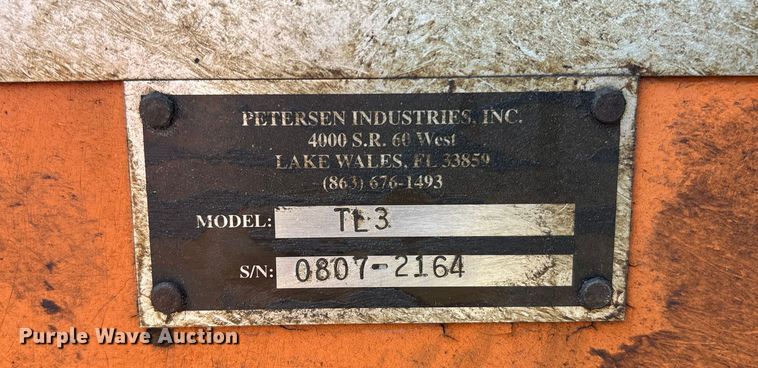 PETERSEN INDUSTRIES, INC.
4000 S.R. 60 West
LAKE WALES, FL 33859
(863) 676-1493
MODEL: TL3
S/N: 0807-2164
Purple Wave Auction